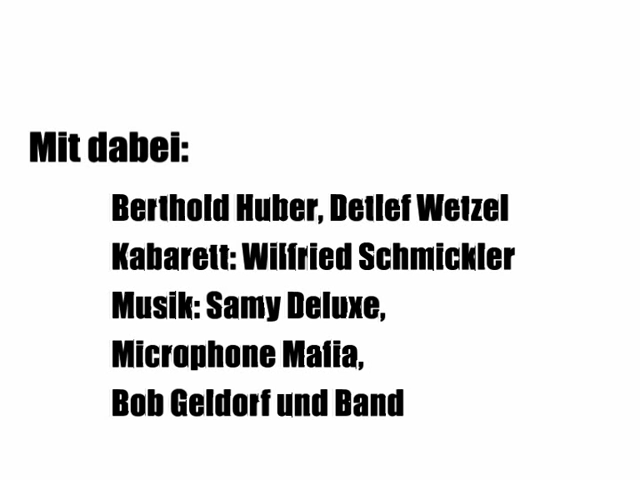 Mit dabei:
Berthold Huber, Detlef Wetzel
Kabarett: Wilfried Schmickler
Musik: Samy Deluxe,
Microphone Mafia,
Bob Geldorf und Band